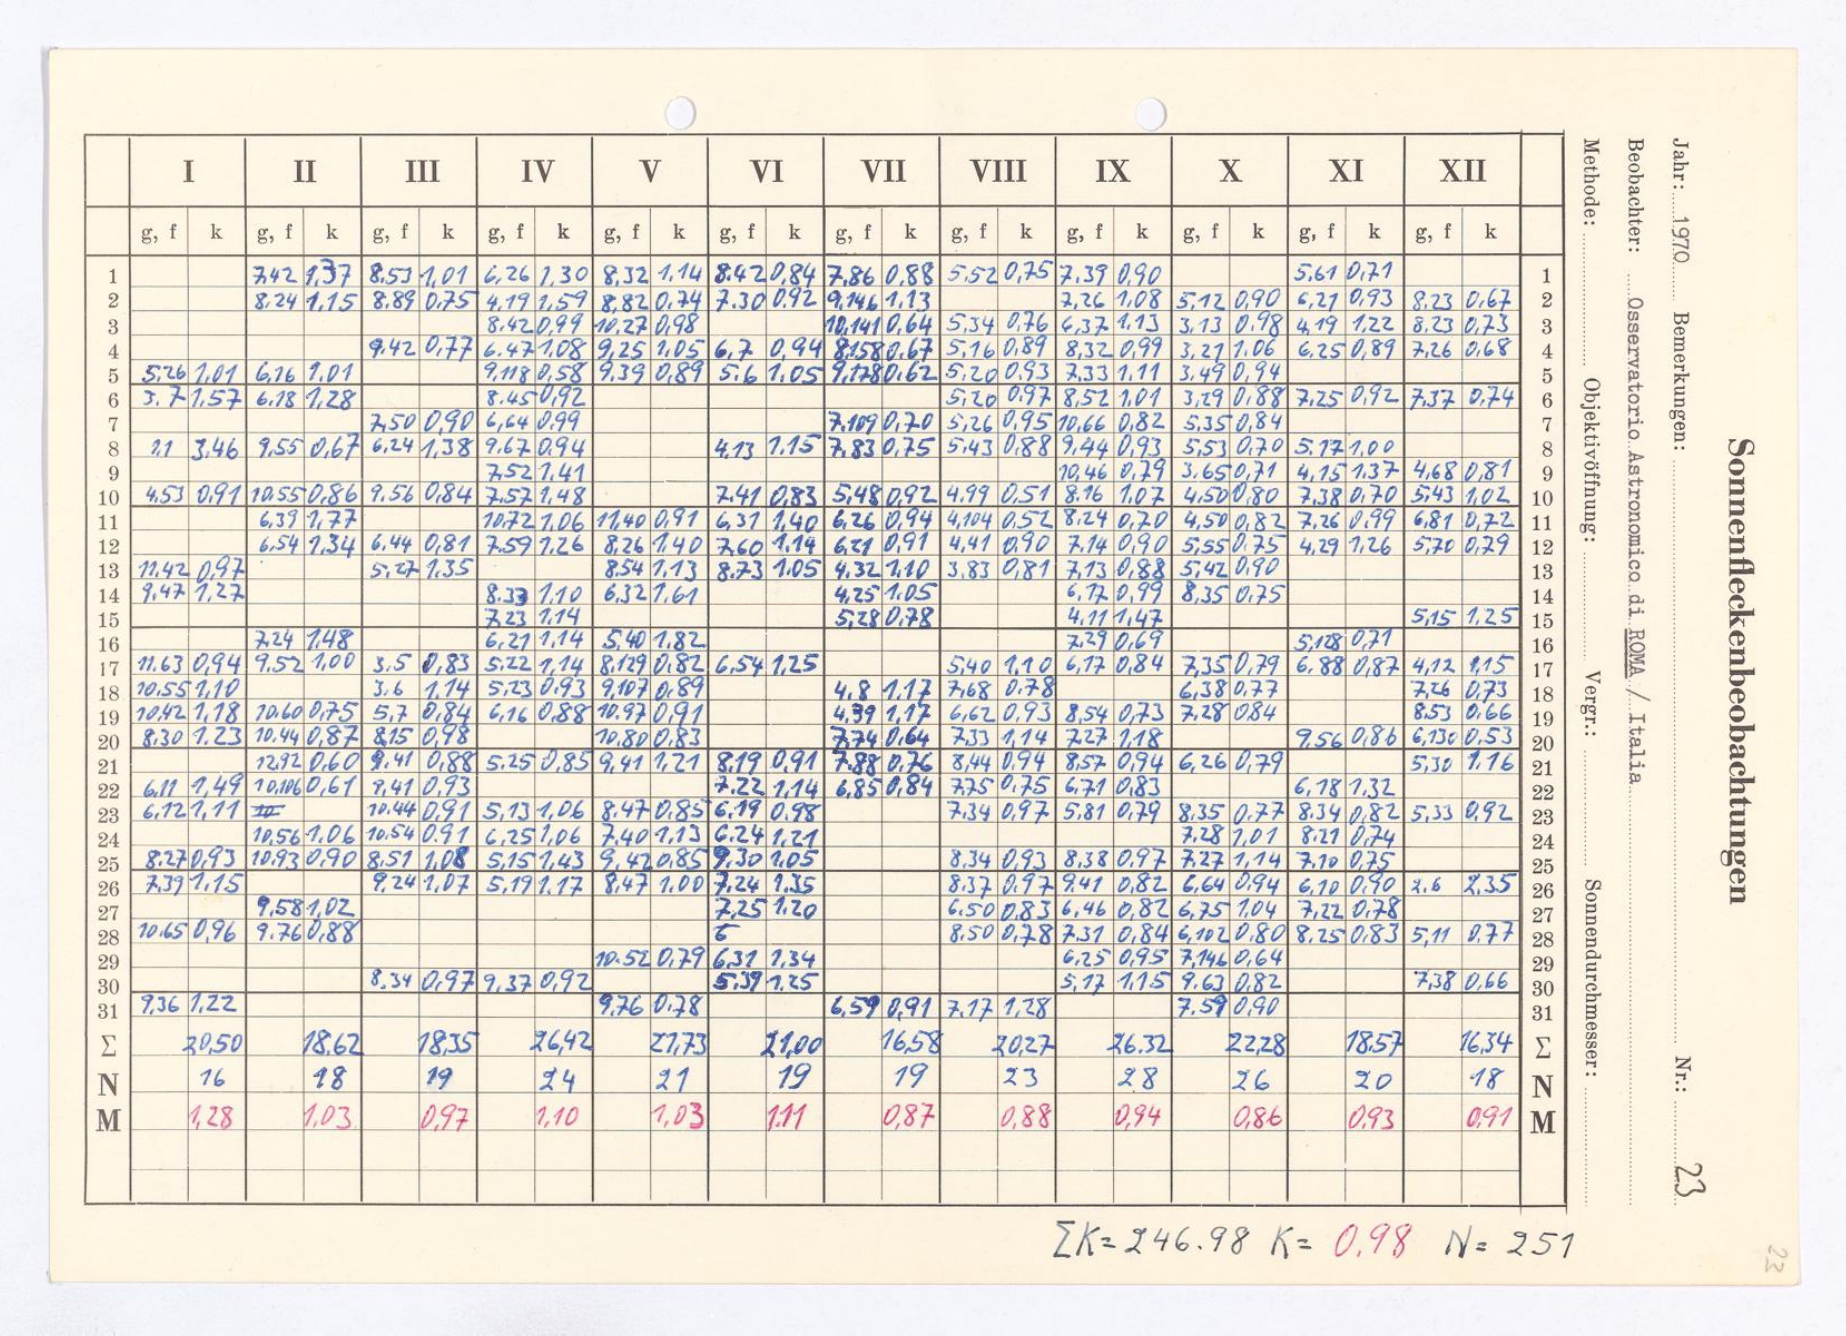 I II III IV V VI VII VIII IX X XI XII
g, f k g, f k g, f k g, f k g, f k g, f k g, f k g, f k g, f k g, f k g, f k g, f k
1 7,42 1,37 8,53 1,01 6,26 1,30 8,32 1,14 8,42 0,84 7,86 0,88 5,52 0,75 7,39 0,90 5,61 0,71 1
2 8,24 1,15 8,89 0,75 4,19 1,59 8,82 0,74 7,30 0,92 9,146 1,13 7,26 1,08 5,12 0,90 6,21 0,93 8,23 0,67 2
3 8,42 0,99 10,27 0,98 10,141 0,64 5,34 0,76 6,37 1,13 3,13 0,98 4,19 1,22 8,23 0,73 3
4 9,42 0,77 6,47 1,08 9,25 1,05 6,7 0,94 8,158 0,67 5,16 0,89 8,32 0,99 3,21 1,06 6,25 0,89 7,26 0,68 4
5 5,26 1,01 6,26 1,01 9,118 0,58 9,39 0,89 5,6 1,05 9,178 0,62 5,20 0,93 7,33 1,11 3,49 0,94 5
6 3,7 1,57 6,18 1,28 8,45 0,92 5,20 0,97 8,52 1,01 3,29 0,88 7,25 0,92 7,37 0,74 6
7 7,50 0,90 6,64 0,99 7,109 0,70 5,26 0,95 10,66 0,82 5,35 0,84 7
8 2,1 3,46 9,55 0,67 6,24 1,38 9,67 0,94 4,13 1,15 7,83 0,75 5,43 0,88 9,44 0,93 5,53 0,70 5,17 1,00 8
9 7,52 1,41 10,46 0,79 3,65 0,71 4,15 1,37 4,68 0,81 9
10 4,53 0,91 10,55 0,86 9,56 0,84 7,57 1,48 7,41 0,83 5,48 0,92 4,99 0,51 8,16 1,07 4,50 0,80 7,38 0,70 5,43 1,02 10
11 6,39 1,77 10,72 1,06 11,40 0,91 6,31 1,40 6,26 0,94 4,104 0,52 8,24 0,70 4,50 0,82 7,26 0,99 6,81 0,72 11
12 6,54 1,34 6,44 0,81 7,59 1,26 8,26 1,40 7,60 1,14 6,21 0,91 4,41 0,90 7,14 0,90 5,55 0,75 4,29 1,26 5,70 0,79 12
13 11,42 0,97 5,27 1,35 8,54 1,13 8,73 1,05 4,32 1,10 3,83 0,81 7,13 0,88 5,42 0,90 13
14 9,47 1,27 8,33 1,10 6,32 1,61 4,25 1,05 6,17 0,99 8,35 0,75 14
15 7,23 1,14 5,28 0,78 4,11 1,47 5,15 1,25 15
16 7,24 1,48 6,21 1,14 5,40 1,82 7,29 0,69 5,128 0,71 16
17 11,63 0,94 9,52 1,00 3,5 0,83 5,22 1,14 8,129 0,82 6,54 1,25 5,40 1,10 6,17 0,84 7,35 0,79 6,88 0,87 4,12 1,15 17
18 10,55 1,10 3,6 1,14 5,23 0,93 9,107 0,89 4,8 1,17 7,68 0,78 6,38 0,77 7,26 0,73 18
19 10,42 1,18 10,60 0,75 5,7 0,84 6,16 0,88 10,97 0,91 4,39 1,17 6,62 0,93 8,54 0,73 7,28 0,84 8,53 0,66 19
20 8,30 1,23 10,44 0,87 8,15 0,98 10,80 0,83 7,74 0,64 7,33 1,14 7,27 1,18 9,56 0,86 6,130 0,53 20
21 12,92 0,60 9,41 0,88 5,25 0,85 9,41 1,21 8,19 0,91 7,88 0,76 8,44 0,94 8,57 0,94 6,26 0,79 5,30 1,16 21
22 6,11 1,49 10,106 0,61 9,41 0,93 7,22 1,14 6,85 0,84 7,75 0,75 6,71 0,83 6,18 1,32 22
23 6,12 1,11 10,44 0,91 5,13 1,06 8,47 0,85 6,19 0,98 7,34 0,97 5,81 0,79 8,35 0,77 8,34 0,82 5,33 0,92 23
24 10,56 1,06 10,54 0,91 6,25 1,06 7,40 1,13 6,24 1,21 7,28 1,01 8,21 0,74 24
25 8,27 0,93 10,93 0,90 8,51 1,08 5,15 1,43 9,42 0,85 9,30 1,05 8,34 0,93 8,38 0,97 7,27 1,14 7,10 0,75 25
26 7,39 1,15 9,24 1,07 5,19 1,17 8,47 1,00 7,24 1,35 8,37 0,97 9,41 0,82 6,64 0,94 6,10 0,90 2,6 2,35 26
27 9,58 1,02 7,25 1,20 6,50 0,83 6,46 0,82 6,75 1,04 7,22 0,78 27
28 10,65 0,96 9,76 0,88 6 8,50 0,78 7,31 0,84 6,102 0,80 8,25 0,83 5,11 0,77 28
29 10,52 0,79 6,31 1,34 6,25 0,95 7,146 0,64 29
30 8,34 0,97 9,37 0,92 5,39 1,25 5,17 1,15 9,63 0,82 7,38 0,66 30
31 9,36 1,22 9,76 0,78 6,59 0,91 7,17 1,28 7,59 0,90 31
Σ 20,50 18,62 18,35 26,42 21,73 21,00 16,58 20,27 26.32 22,28 18,57 16,34 Σ
N 16 18 19 24 21 19 19 23 28 26 20 18 N
M 1,28 1,03 0,97 1,10 1,03 1,11 0,87 0,88 0,94 0,86 0,93 0,91 M
ΣK= 246.98 K= 0,98 N= 251
Sonnenfleckenbeobachtungen
Jahr: 1970 Bemerkungen: Nr.: 23
Beobachter: Osservatorio Astronomico di ROMA / Italia
Methode: Objektivöffnung: Vergr.: Sonnendurchmesser:
23